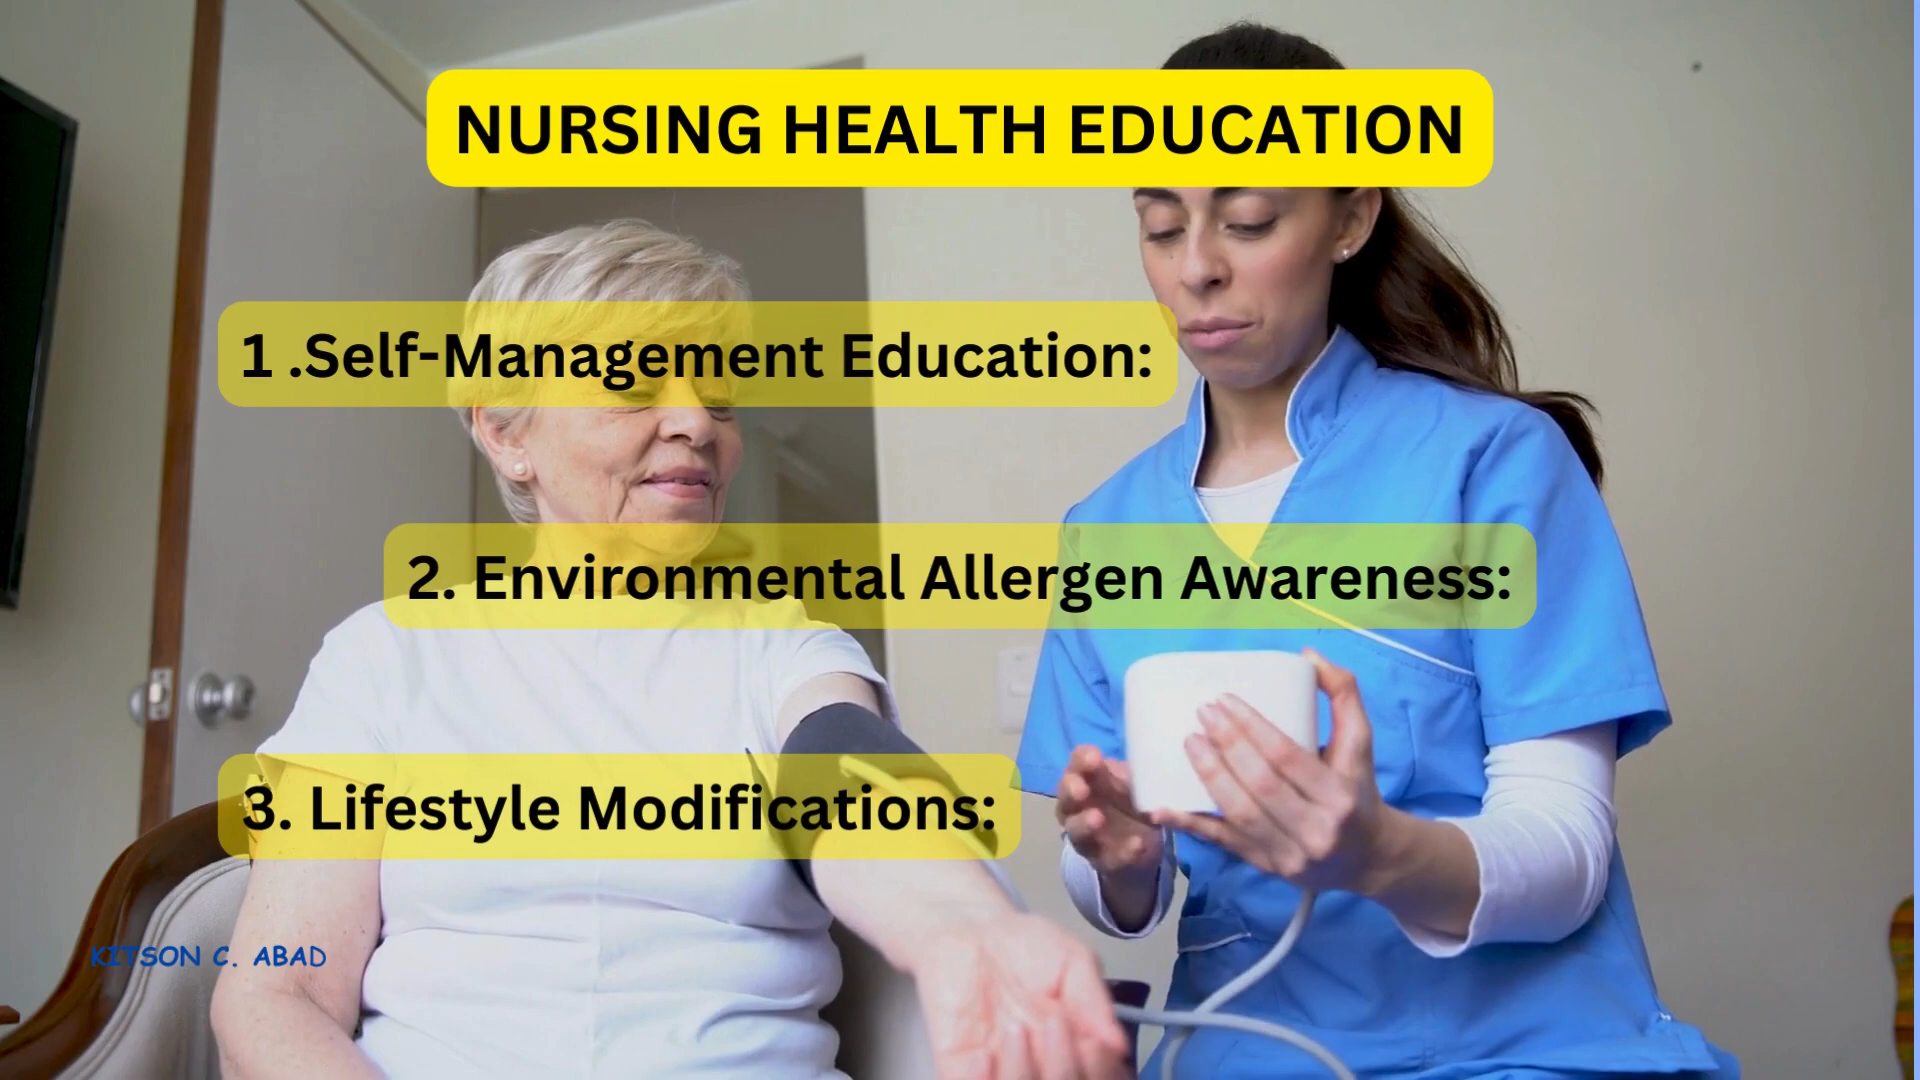 NURSING HEALTH EDUCATION
1 .Self-Management Education:
2. Environmental Allergen Awareness:
3. Lifestyle Modifications:
KITSON C. ABAD